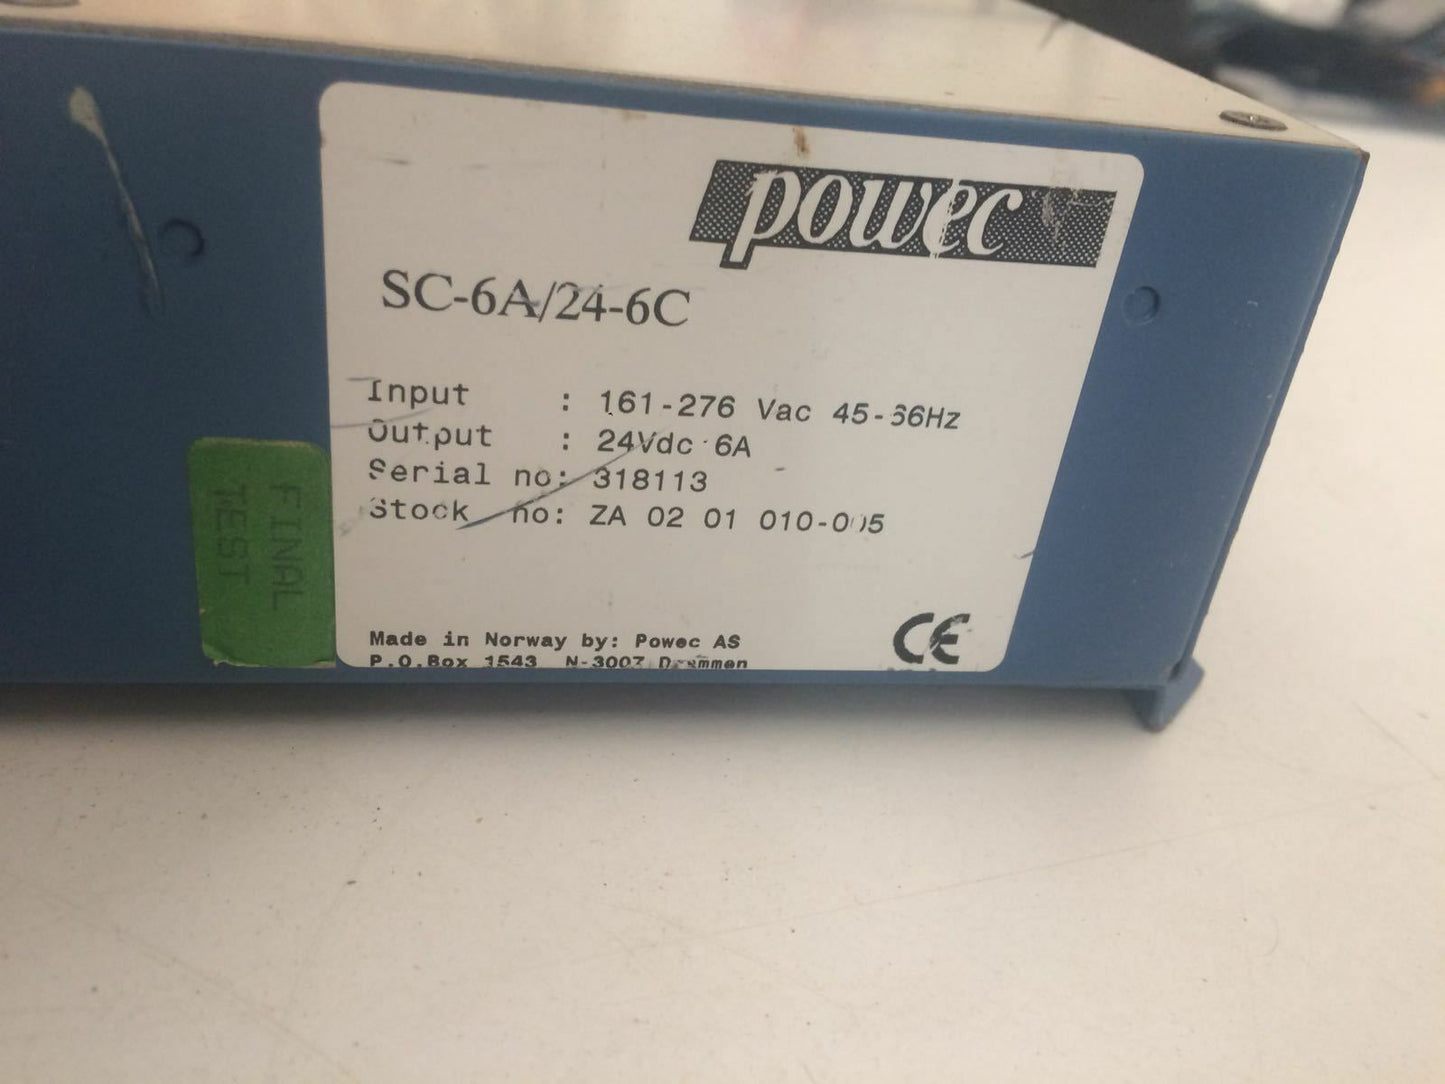 powec
SC-6A/24-6C
Input : 161-276 Vac 45-66Hz
Output : 24Vdc 6A
Serial no: 318113
Stock no: ZA 02 01 010-005
FINAL
TEST
Made in Norway by: Powec AS
P.O.Box 1543 N-3007 Drammen
CE